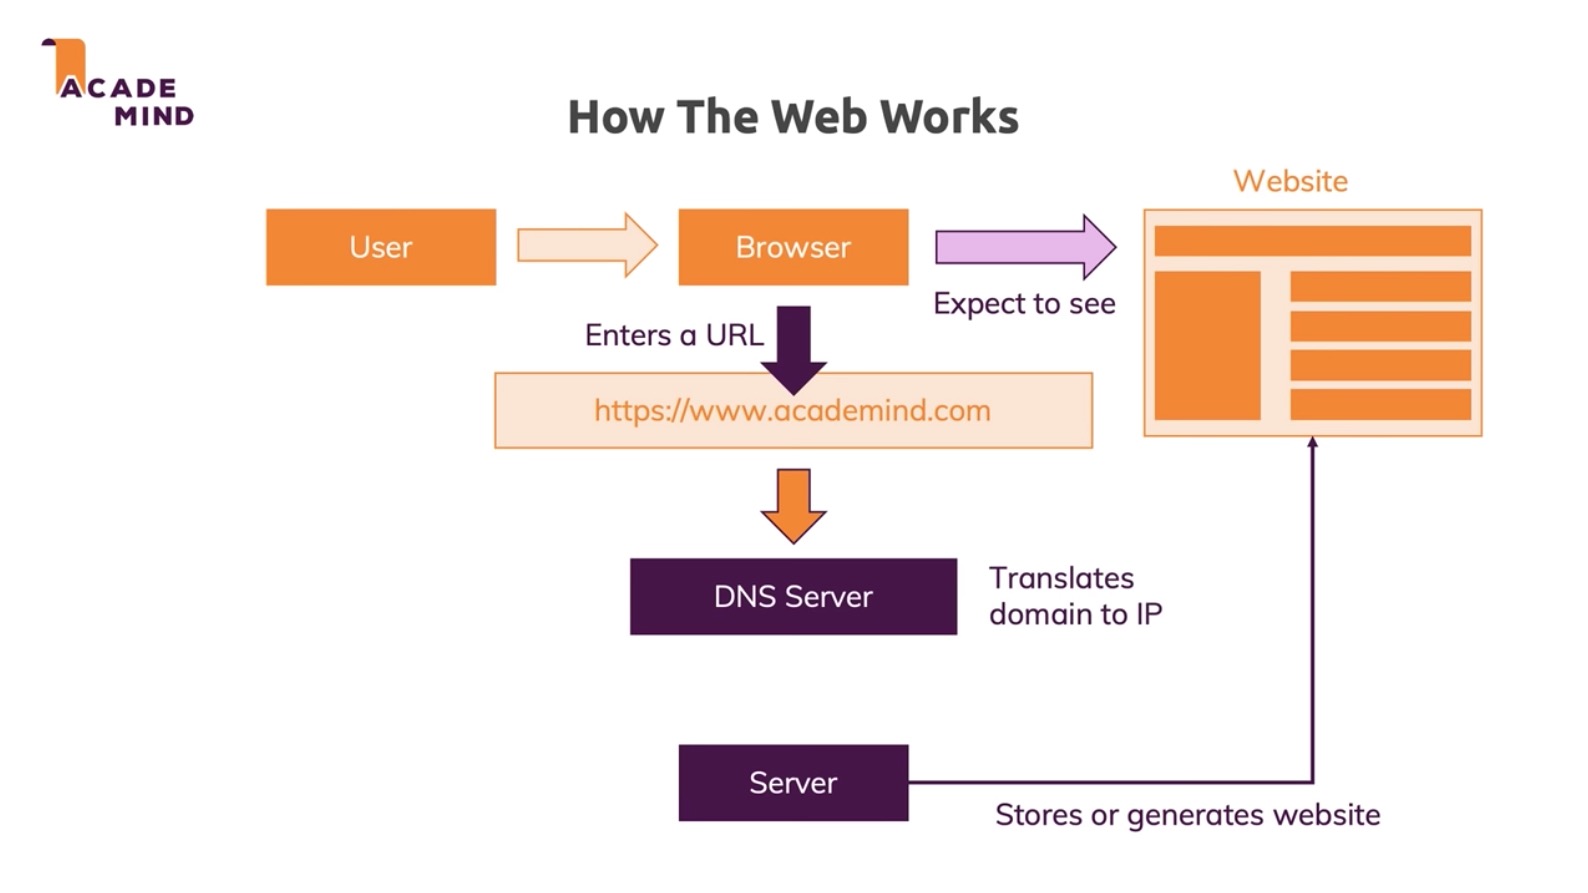 ACADE
MIND
How The Web Works
Website
User
Browser
Expect to see
Enters a URL
https://www.academind.com
DNS Server
Translates
domain to IP
Server
Stores or generates website